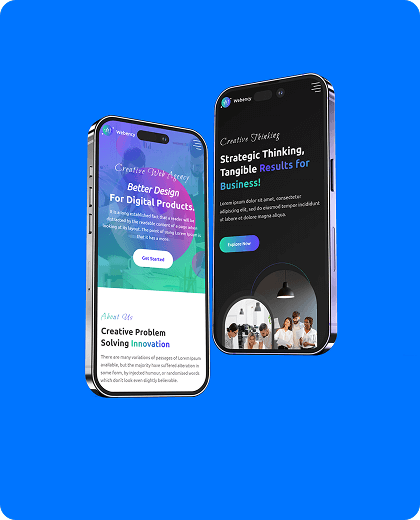 Webency
Creative Web Agency
Better Design
For Digital Products.
It is a long established fact that a reader will be
distracted by the readable content of a page when
looking at its layout. The point of using Lorem Ipsum is
that it has a more.
Get Started
About Us
Creative Problem
Solving Innovation
There are many variations of passages of Lorem Ipsum
available, but the majority have suffered alteration in
some form, by injected humour, or randomised words
which don't look even slightly believable.
Webency
Creative Thinking
Strategic Thinking,
Tangible Results for
Business!
Lorem ipsum dolor sit amet, consectetur
adipiscing elit, sed do eiusmod tempor incididunt
ut labore et dolore magna aliqua.
Explore Now